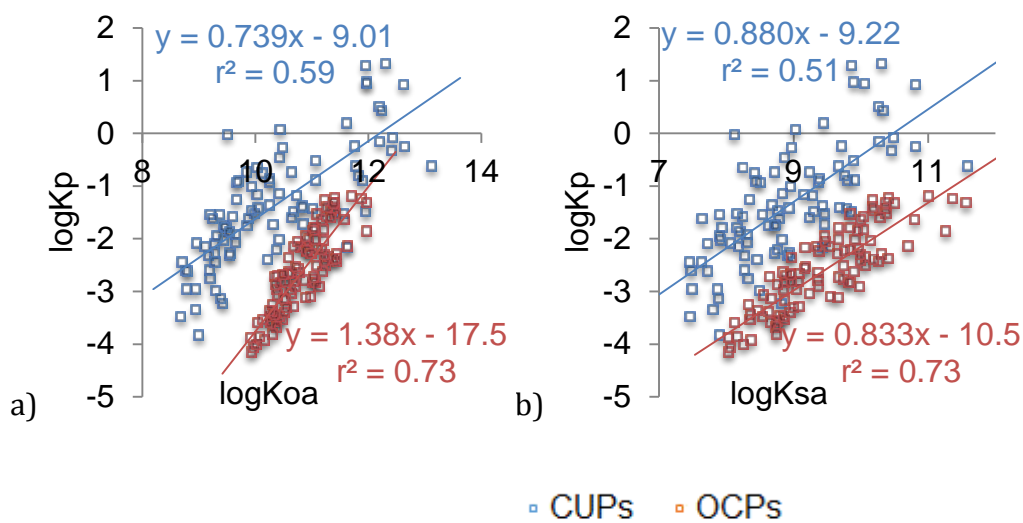 a)
2
1
0
-1
-2
-3
-4
-5
logKp
8 10 12 14
y = 0.739x - 9.01
r² = 0.59
y = 1.38x - 17.5
r² = 0.73
logKoa
b)
2
1
0
-1
-2
-3
-4
-5
logKp
7 9 11
y = 0.880x - 9.22
r² = 0.51
y = 0.833x - 10.5
r² = 0.73
logKsa
CUPs OCPs